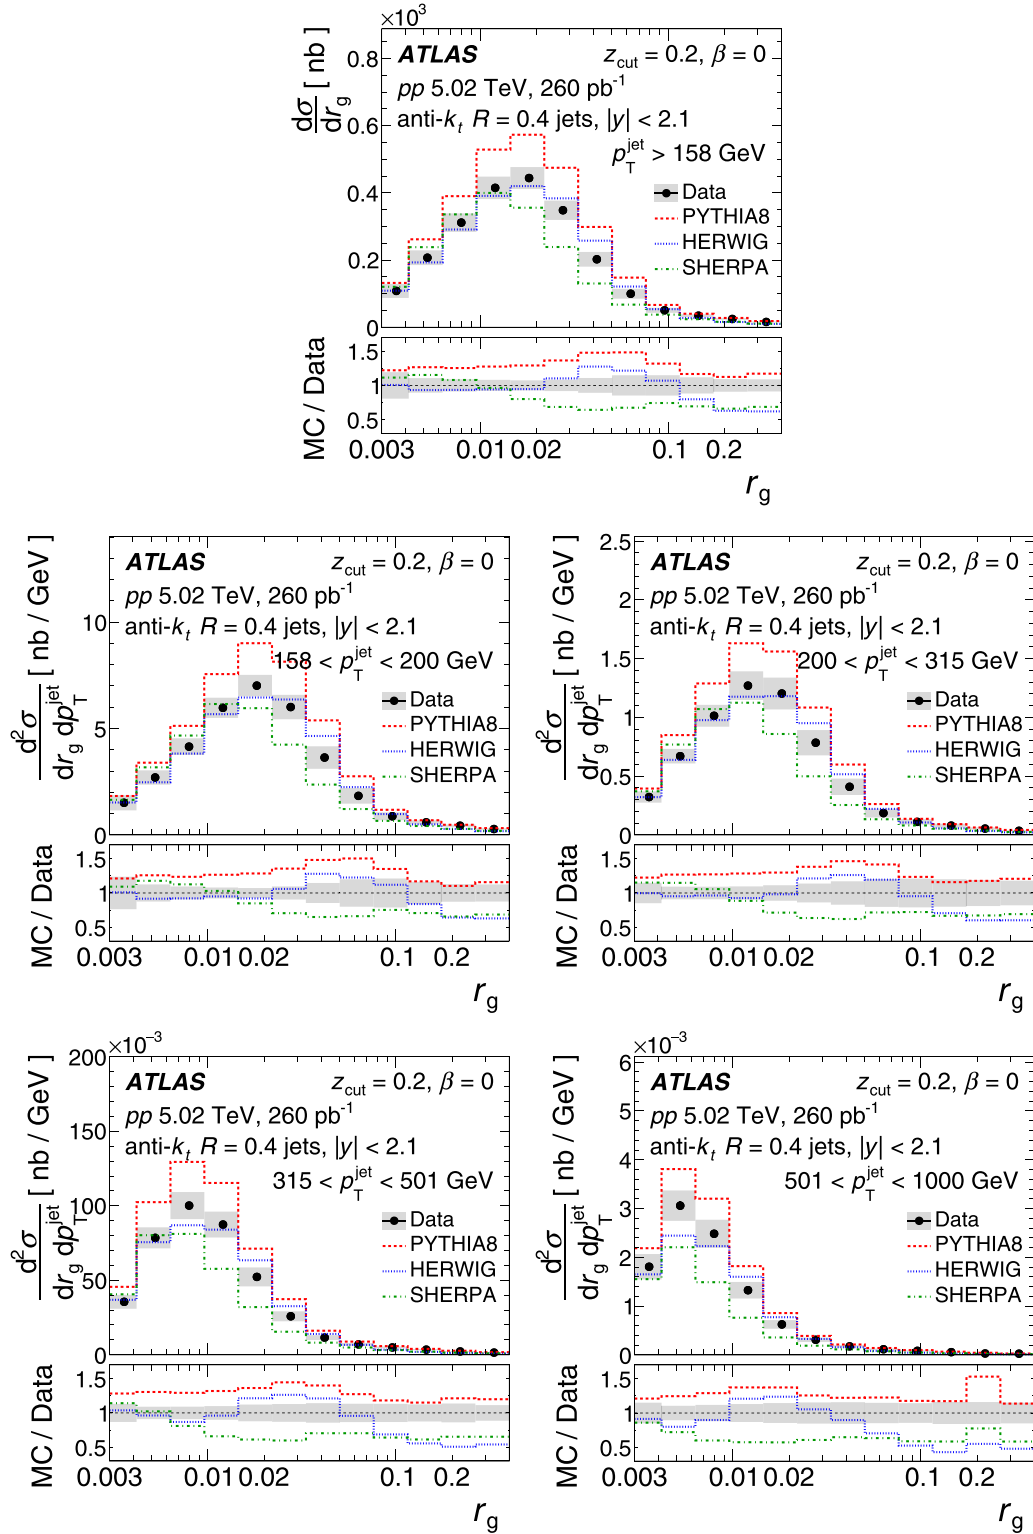 ×10³
dσ/dr_g [ nb]
ATLAS
z_cut = 0.2, β = 0
pp 5.02 TeV, 260 pb⁻¹
anti-k_t R = 0.4 jets, |y| < 2.1
p_T^jet > 158 GeV
Data
PYTHIA8
HERWIG
SHERPA
0.8
0.6
0.4
0.2
0
MC / Data
1.5
1
0.5
0.003 0.01 0.02 0.1 0.2
r_g
d²σ/dr_g dp_T^jet [ nb / GeV]
ATLAS
z_cut = 0.2, β = 0
pp 5.02 TeV, 260 pb⁻¹
anti-k_t R = 0.4 jets, |y| < 2.1
158 < p_T^jet < 200 GeV
Data
PYTHIA8
HERWIG
SHERPA
10
5
0
MC / Data
1.5
1
0.5
0.003 0.01 0.02 0.1 0.2
r_g
d²σ/dr_g dp_T^jet [ nb / GeV]
ATLAS
z_cut = 0.2, β = 0
pp 5.02 TeV, 260 pb⁻¹
anti-k_t R = 0.4 jets, |y| < 2.1
200 < p_T^jet < 315 GeV
Data
PYTHIA8
HERWIG
SHERPA
2.5
2
1.5
1
0.5
0
MC / Data
1.5
1
0.5
0.003 0.01 0.02 0.1 0.2
r_g
×10⁻³
d²σ/dr_g dp_T^jet [ nb / GeV]
ATLAS
z_cut = 0.2, β = 0
pp 5.02 TeV, 260 pb⁻¹
anti-k_t R = 0.4 jets, |y| < 2.1
315 < p_T^jet < 501 GeV
Data
PYTHIA8
HERWIG
SHERPA
200
150
100
50
0
MC / Data
1.5
1
0.5
0.003 0.01 0.02 0.1 0.2
r_g
×10⁻³
d²σ/dr_g dp_T^jet [ nb / GeV]
ATLAS
z_cut = 0.2, β = 0
pp 5.02 TeV, 260 pb⁻¹
anti-k_t R = 0.4 jets, |y| < 2.1
501 < p_T^jet < 1000 GeV
Data
PYTHIA8
HERWIG
SHERPA
6
5
4
3
2
1
0
MC / Data
1.5
1
0.5
0.003 0.01 0.02 0.1 0.2
r_g